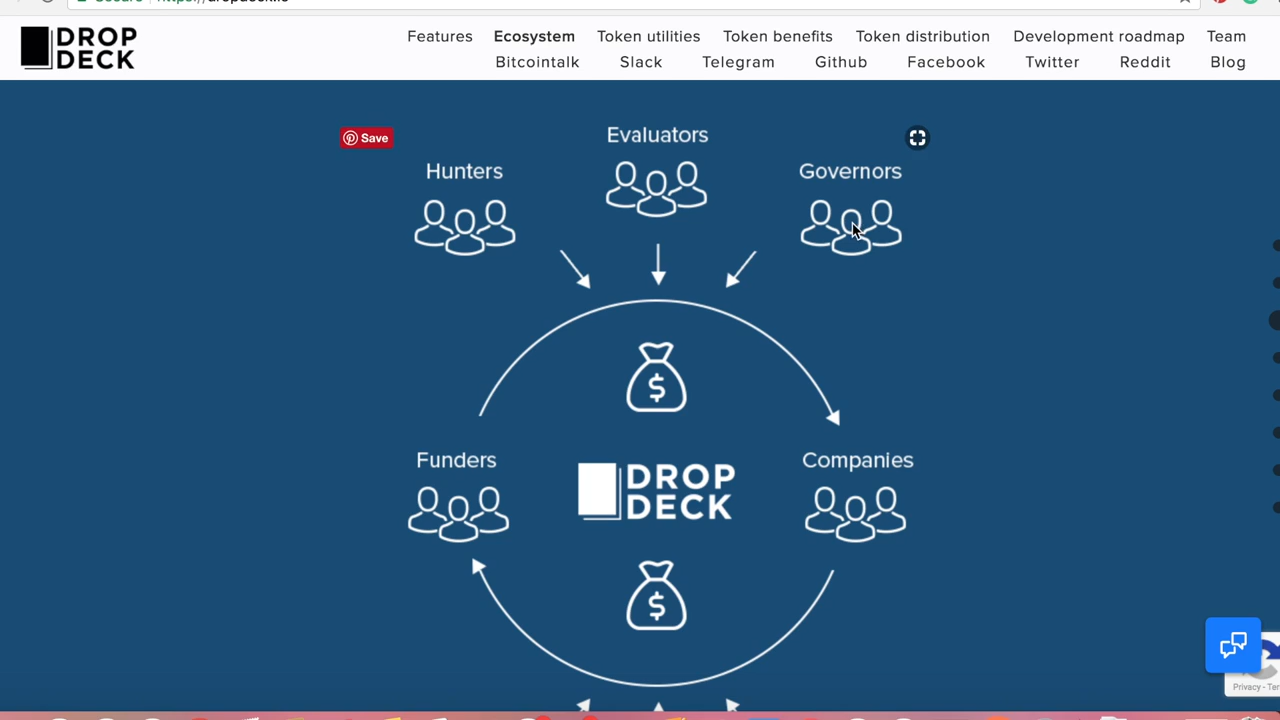 DROP
DECK
Features Ecosystem Token utilities Token benefits Token distribution Development roadmap Team
Bitcointalk Slack Telegram Github Facebook Twitter Reddit Blog
Save
Evaluators
Hunters
Governors
$
Funders
Companies
DROP
DECK
$